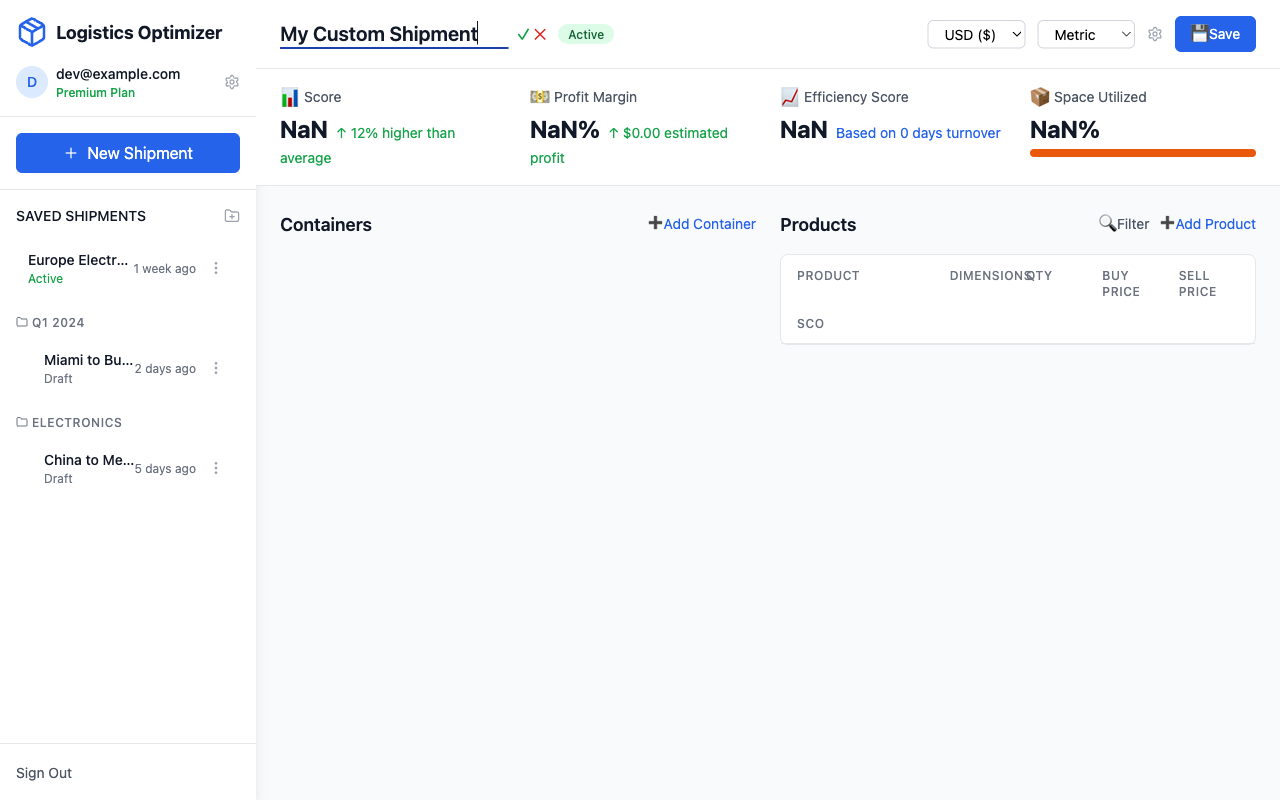 Logistics Optimizer
D
dev@example.com
Premium Plan
New Shipment
SAVED SHIPMENTS
Europe Electr...
1 week ago
Active
Q1 2024
Miami to Bu...
2 days ago
Draft
ELECTRONICS
China to Me...
5 days ago
Draft
Sign Out
My Custom Shipment
Active
USD ($)
Metric
Save
Score
NaN ↑ 12% higher than
average
Profit Margin
NaN% ↑ $0.00 estimated
profit
Efficiency Score
NaN Based on 0 days turnover
Space Utilized
NaN%
Containers
Add Container
Products
Filter
Add Product
PRODUCT
DIMENSIONS
QTY
BUY
PRICE
SELL
PRICE
SCO